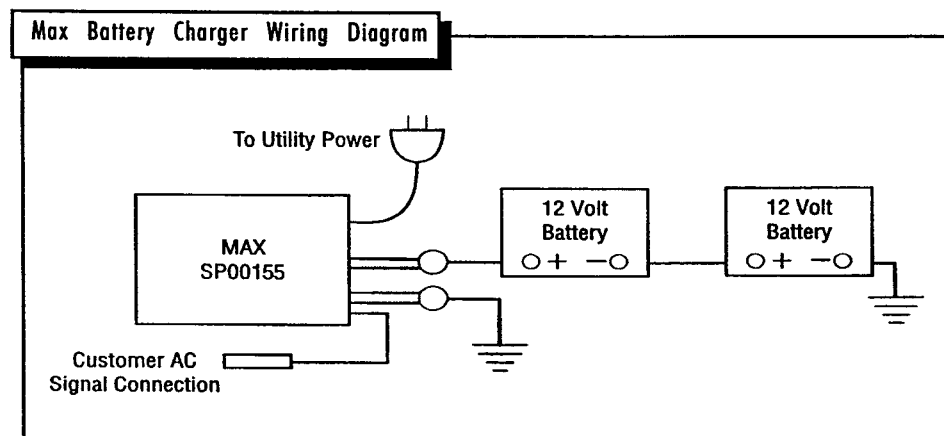 Max Battery Charger Wiring Diagram
To Utility Power
MAX
SP00155
12 Volt
Battery
+ −
12 Volt
Battery
+ −
Customer AC
Signal Connection